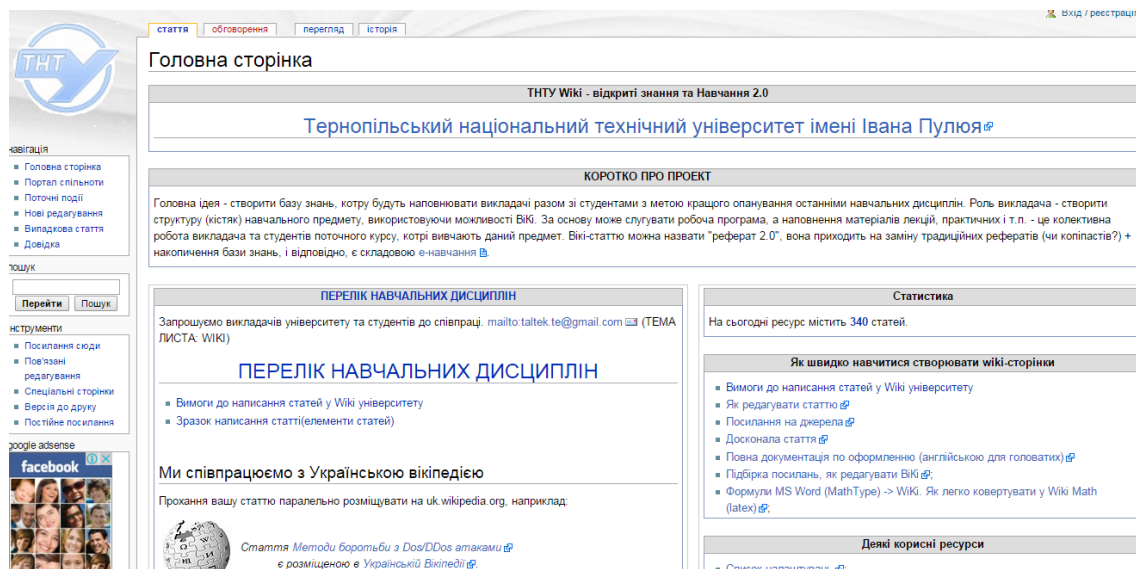 Вхід / реєстрація
ТНТ
стаття
обговорення
перегляд
історія
Головна сторінка
ТНТУ Wiki - відкриті знання та Навчання 2.0
Тернопільський національний технічний університет імені Івана Пулюя
КОРОТКО ПРО ПРОЕКТ
Головна ідея - створити базу знань, котру будуть наповнювати викладачі разом зі студентами з метою кращого опанування останніми навчальних дисциплін. Роль викладача - створити
структуру (кістяк) навчального предмету, використовуючи можливості ВіКі. За основу може слугувати робоча програма, а наповнення матеріалів лекцій, практичних і т.п. - це колективна
робота викладача та студентів поточного курсу, котрі вивчають даний предмет. Вікі-статтю можна назвати "реферат 2.0", вона приходить на заміну традиційних рефератів (чи копіпастів?) +
накопичення бази знань, і відповідно, є складовою е-навчання.
навігація
Головна сторінка
Портал спільноти
Поточні події
Нові редагування
Випадкова стаття
Довідка
пошук
Перейти
Пошук
інструменти
Посилання сюди
Пов'язані
редагування
Спеціальні сторінки
Версія до друку
Постійне посилання
google adsense
facebook
ПЕРЕЛІК НАВЧАЛЬНИХ ДИСЦИПЛІН
Запрошуємо викладачів університету та студентів до співпраці. mailto:taltek.te@gmail.com (ТЕМА
ЛИСТА: WIKI)
ПЕРЕЛІК НАВЧАЛЬНИХ ДИСЦИПЛІН
Вимоги до написання статей у Wiki університету
Зразок написання статті(елементи статей)
Ми співпрацюємо з Українською вікіпедією
Прохання вашу статтю паралельно розміщувати на uk.wikipedia.org, наприклад:
Стаття Методи боротьби з Dos/DDos атаками
є розміщеною в Українській Вікіпедії.
Статистика
На сьогодні ресурс містить 340 статей.
Як швидко навчитися створювати wiki-сторінки
Вимоги до написання статей у Wiki університету
Як редагувати статтю
Посилання на джерела
Досконала стаття
Повна документація по оформленню (англійською для головатих)
Підбірка посилань, як редагувати ВіКі;
Формули MS Word (MathType) -> WiKi. Як легко ковертувати у Wiki Math
(latex);
Деякі корисні ресурси
Список налаштувань;